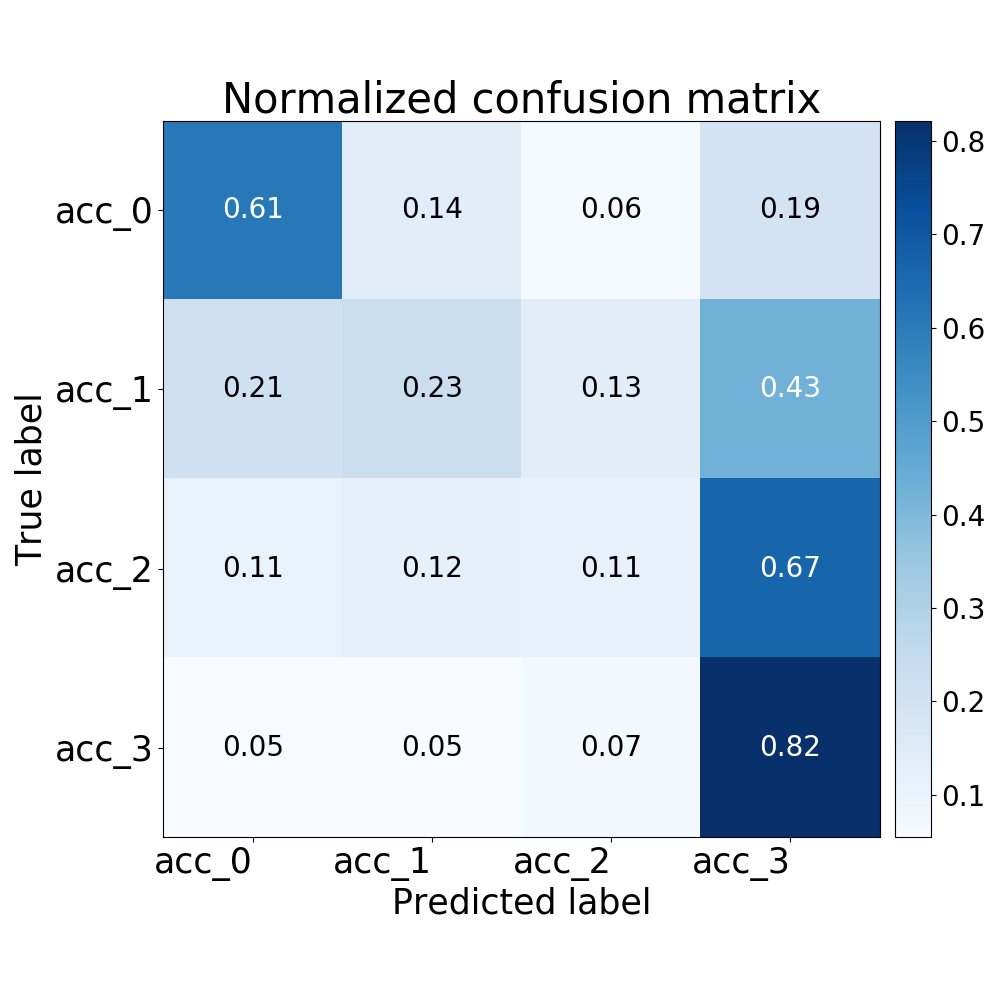 Normalized confusion matrix
acc_0 0.61 0.14 0.06 0.19
acc_1 0.21 0.23 0.13 0.43
acc_2 0.11 0.12 0.11 0.67
acc_3 0.05 0.05 0.07 0.82
acc_0 acc_1 acc_2 acc_3
Predicted label
True label
0.8
0.7
0.6
0.5
0.4
0.3
0.2
0.1